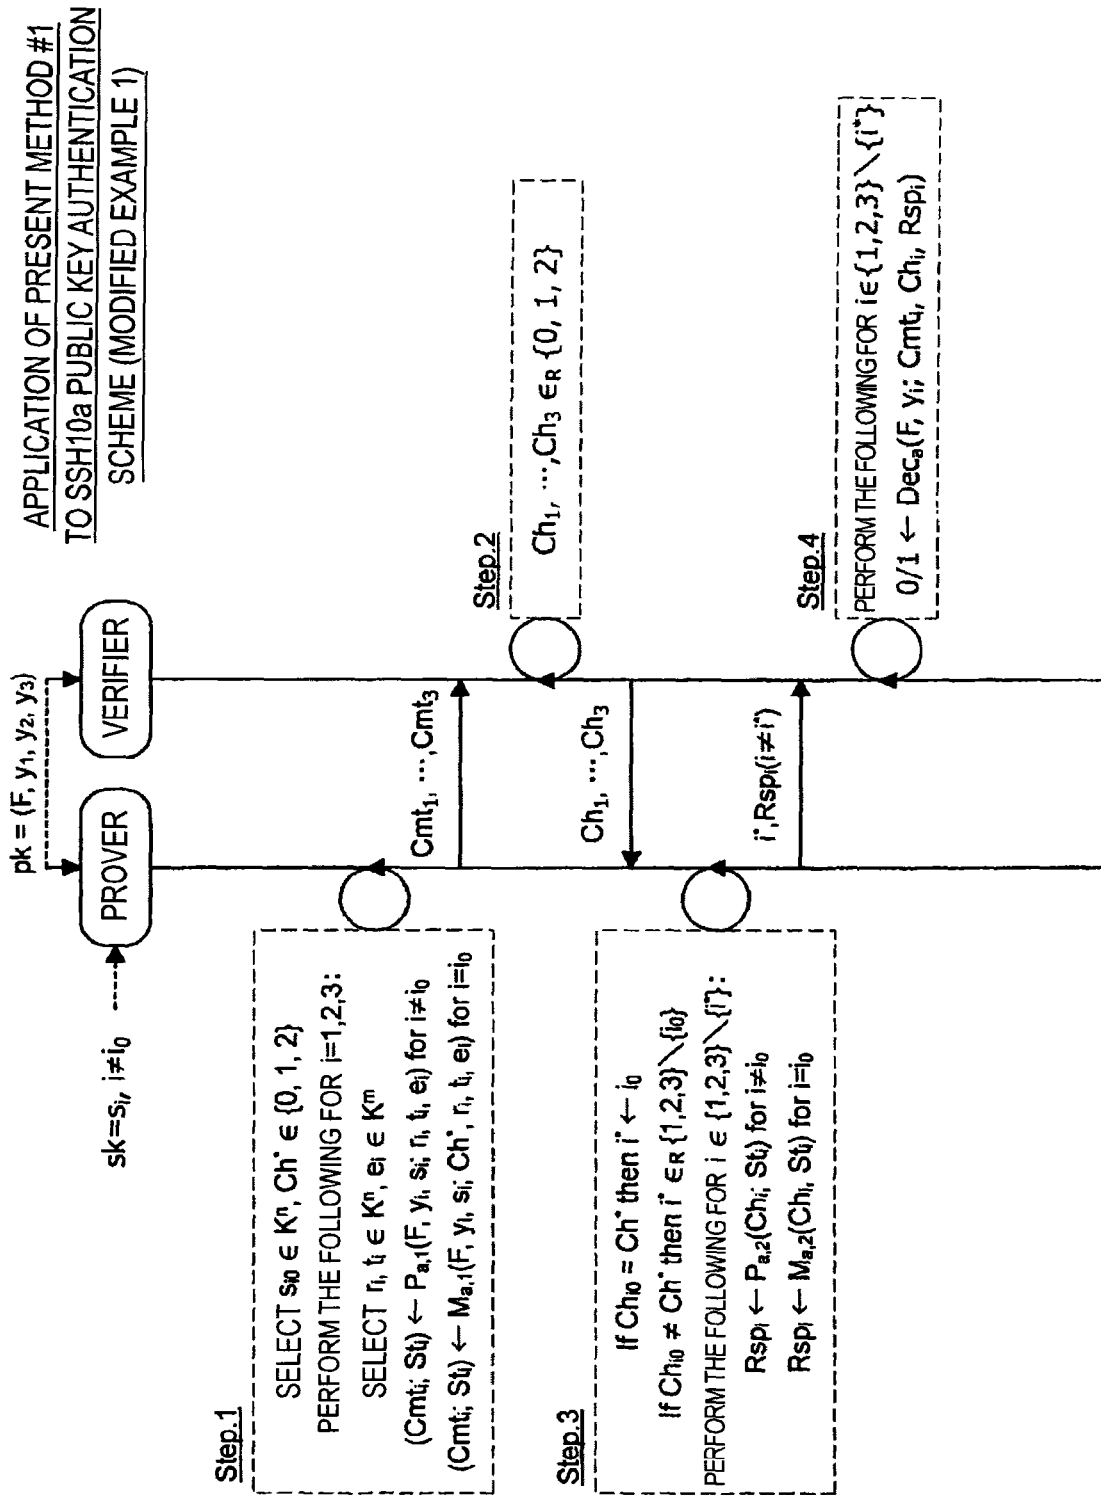 APPLICATION OF PRESENT METHOD #1
TO SSH10a PUBLIC KEY AUTHENTICATION
SCHEME (MODIFIED EXAMPLE 1)
pk = (F, y₁, y₂, y₃)
sk=sᵢ, i≠i₀
PROVER
VERIFIER
Step.1
SELECT sᵢ₀ ∈ Kⁿ, Ch* ∈ {0, 1, 2}
PERFORM THE FOLLOWING FOR i=1,2,3:
SELECT rᵢ, tᵢ ∈ Kⁿ, eᵢ ∈ Kᵐ
(Cmtᵢ; Stᵢ) ← Pₐ,₁(F, yᵢ, sᵢ; rᵢ, tᵢ, eᵢ) for i≠i₀
(Cmtᵢ; Stᵢ) ← Mₐ,₁(F, yᵢ, sᵢ; Ch*, rᵢ, tᵢ, eᵢ) for i=i₀
Cmt₁, ⋯,Cmt₃
Step.2
Ch₁, ⋯,Ch₃ ∈R {0, 1, 2}
Ch₁, ⋯,Ch₃
Step.3
If Chᵢ₀ = Ch* then i* ← i₀
If Chᵢ₀ ≠ Ch* then i* ∈R {1,2,3}∖{i₀}
PERFORM THE FOLLOWING FOR i ∈ {1,2,3}∖{i*}:
Rspᵢ ← Pₐ,₂(Chᵢ; Stᵢ) for i≠i₀
Rspᵢ ← Mₐ,₂(Chᵢ, Stᵢ) for i=i₀
i*,Rspᵢ(i≠i*)
Step.4
PERFORM THE FOLLOWING FOR i∈{1,2,3}∖{i*}
0/1 ← Decₐ(F, yᵢ; Cmtᵢ, Chᵢ, Rspᵢ)